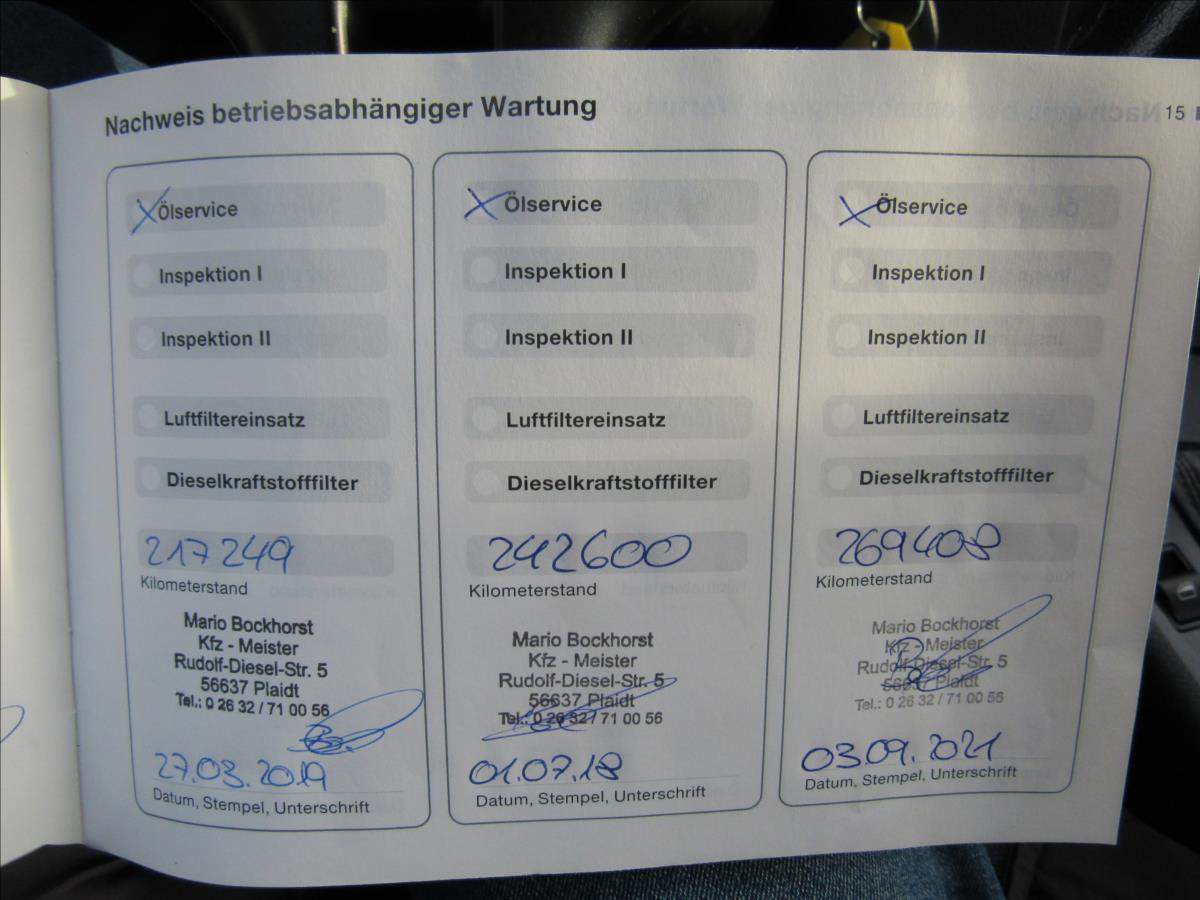 Nachweis betriebsabhängiger Wartung
15
Ölservice
Inspektion I
Inspektion II
Luftfiltereinsatz
Dieselkraftstofffilter
217249
Kilometerstand
Mario Bockhorst
Kfz - Meister
Rudolf-Diesel-Str. 5
56637 Plaidt
Tel.: 0 26 32 / 71 00 56
27.03.2019
Datum, Stempel, Unterschrift
Ölservice
Inspektion I
Inspektion II
Luftfiltereinsatz
Dieselkraftstofffilter
242600
Kilometerstand
Mario Bockhorst
Kfz - Meister
Rudolf-Diesel-Str. 5
56637 Plaidt
Tel.: 0 26 32 / 71 00 56
01.07.18
Datum, Stempel, Unterschrift
Ölservice
Inspektion I
Inspektion II
Luftfiltereinsatz
Dieselkraftstofffilter
269408
Kilometerstand
Mario Bockhorst
Kfz - Meister
Rudolf-Diesel-Str. 5
56637 Plaidt
Tel.: 0 26 32 / 71 00 56
03.09.2021
Datum, Stempel, Unterschrift